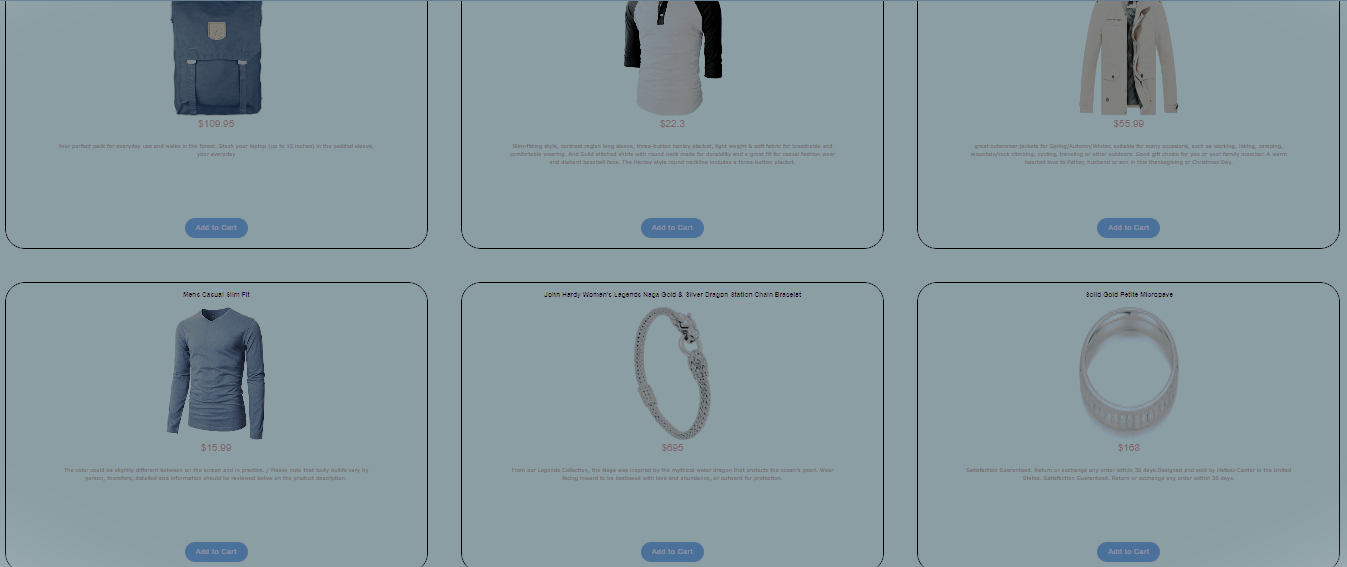 $109.95
$22.3
$55.99
Your perfect pack for everyday use and walks in the forest. Stash your laptop (up to 15 inches) in the padded sleeve,
your everyday
Slim-fitting style, contrast raglan long sleeve, three-button henley placket, light weight & soft fabric for breathable and
comfortable wearing. And Solid stitched shirts with round neck made for durability and a great fit for casual fashion wear
and diehard baseball fans. The Henley style round neckline includes a three-button placket.
great outerwear jackets for Spring/Autumn/Winter, suitable for many occasions, such as working, hiking, camping,
mountain/rock climbing, cycling, traveling or other outdoors. Good gift choice for you or your family member. A warm
hearted love to Father, husband or son in this thanksgiving or Christmas Day.
Add to Cart
Add to Cart
Add to Cart
Mens Casual Slim Fit
John Hardy Women's Legends Naga Gold & Silver Dragon Station Chain Bracelet
Solid Gold Petite Micropave
$15.99
$695
$168
The color could be slightly different between on the screen and in practice. / Please note that body builds vary by
person, therefore, detailed size information should be reviewed below on the product description.
From our Legends Collection, the Naga was inspired by the mythical water dragon that protects the ocean's pearl. Wear
facing inward to be bestowed with love and abundance, or outward for protection.
Satisfaction Guaranteed. Return or exchange any order within 30 days.Designed and sold by Hafeez Center in the United
States. Satisfaction Guaranteed. Return or exchange any order within 30 days.
Add to Cart
Add to Cart
Add to Cart